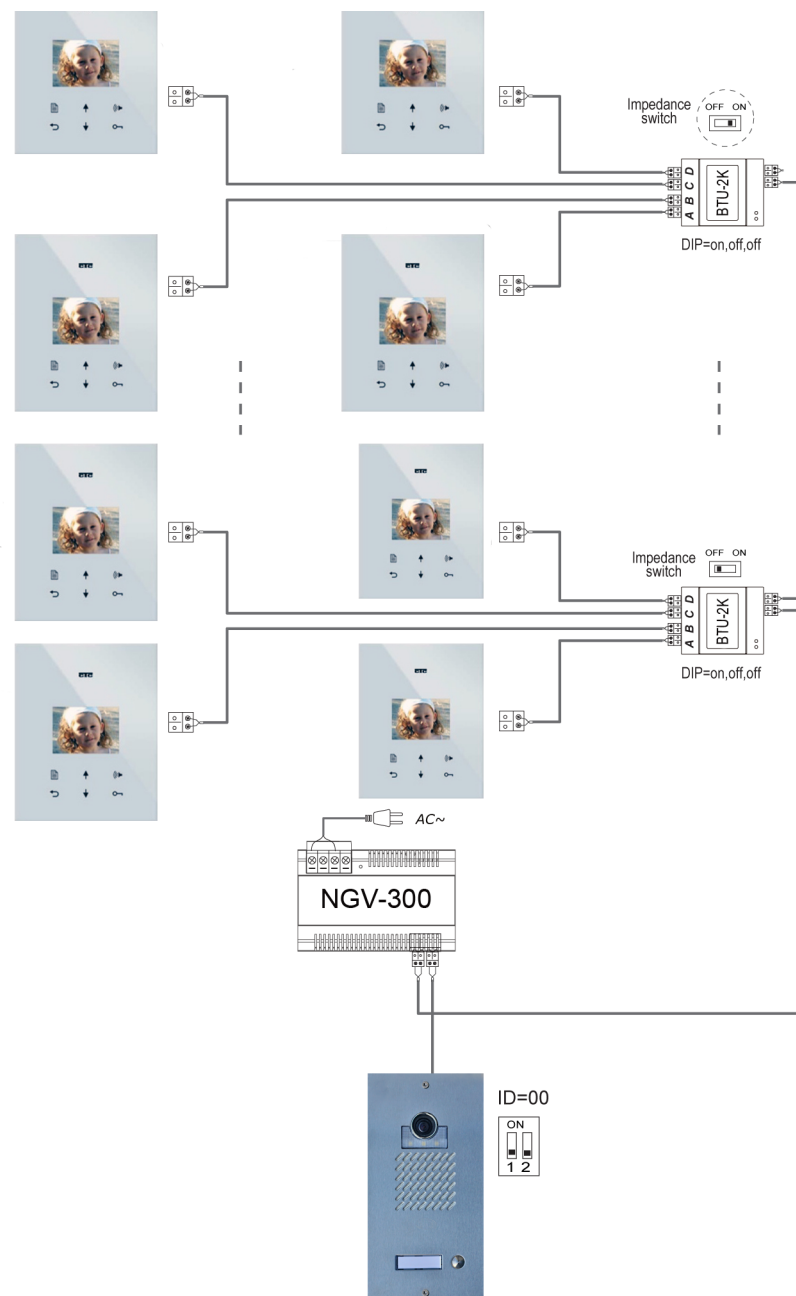 Impedance
switch
OFF ON
D
C
B
A
BTU-2K
DIP=on,off,off
Impedance
switch
OFF ON
D
C
B
A
BTU-2K
DIP=on,off,off
AC~
NGV-300
ID=00
ON
1 2